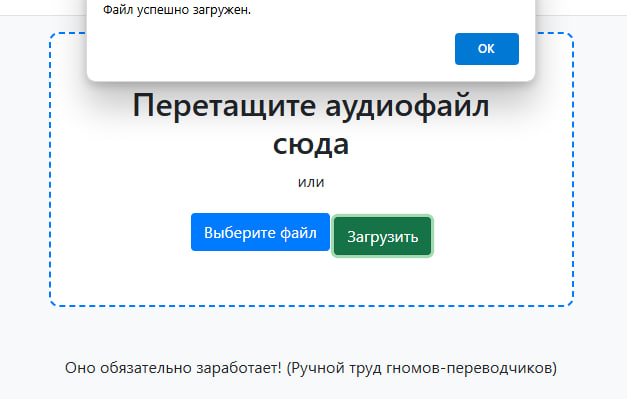 Файл успешно загружен.
OK
Перетащите аудиофайл
сюда
или
Выберите файл
Загрузить
Оно обязательно заработает! (Ручной труд гномов-переводчиков)